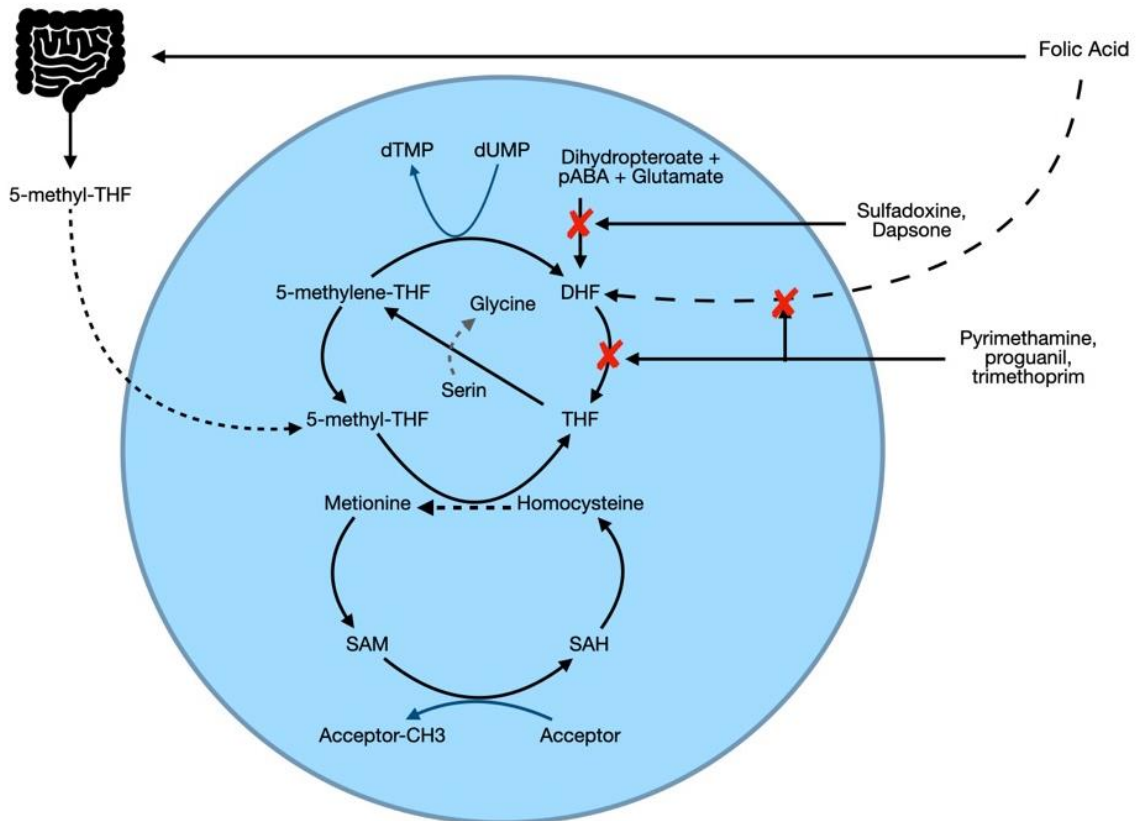 Folic Acid
5-methyl-THF
dTMP
dUMP
Dihydropteroate +
pABA + Glutamate
Sulfadoxine,
Dapsone
5-methylene-THF
Glycine
DHF
Serin
Pyrimethamine,
proguanil,
trimethoprim
5-methyl-THF
THF
Metionine
Homocysteine
SAM
SAH
Acceptor-CH3
Acceptor